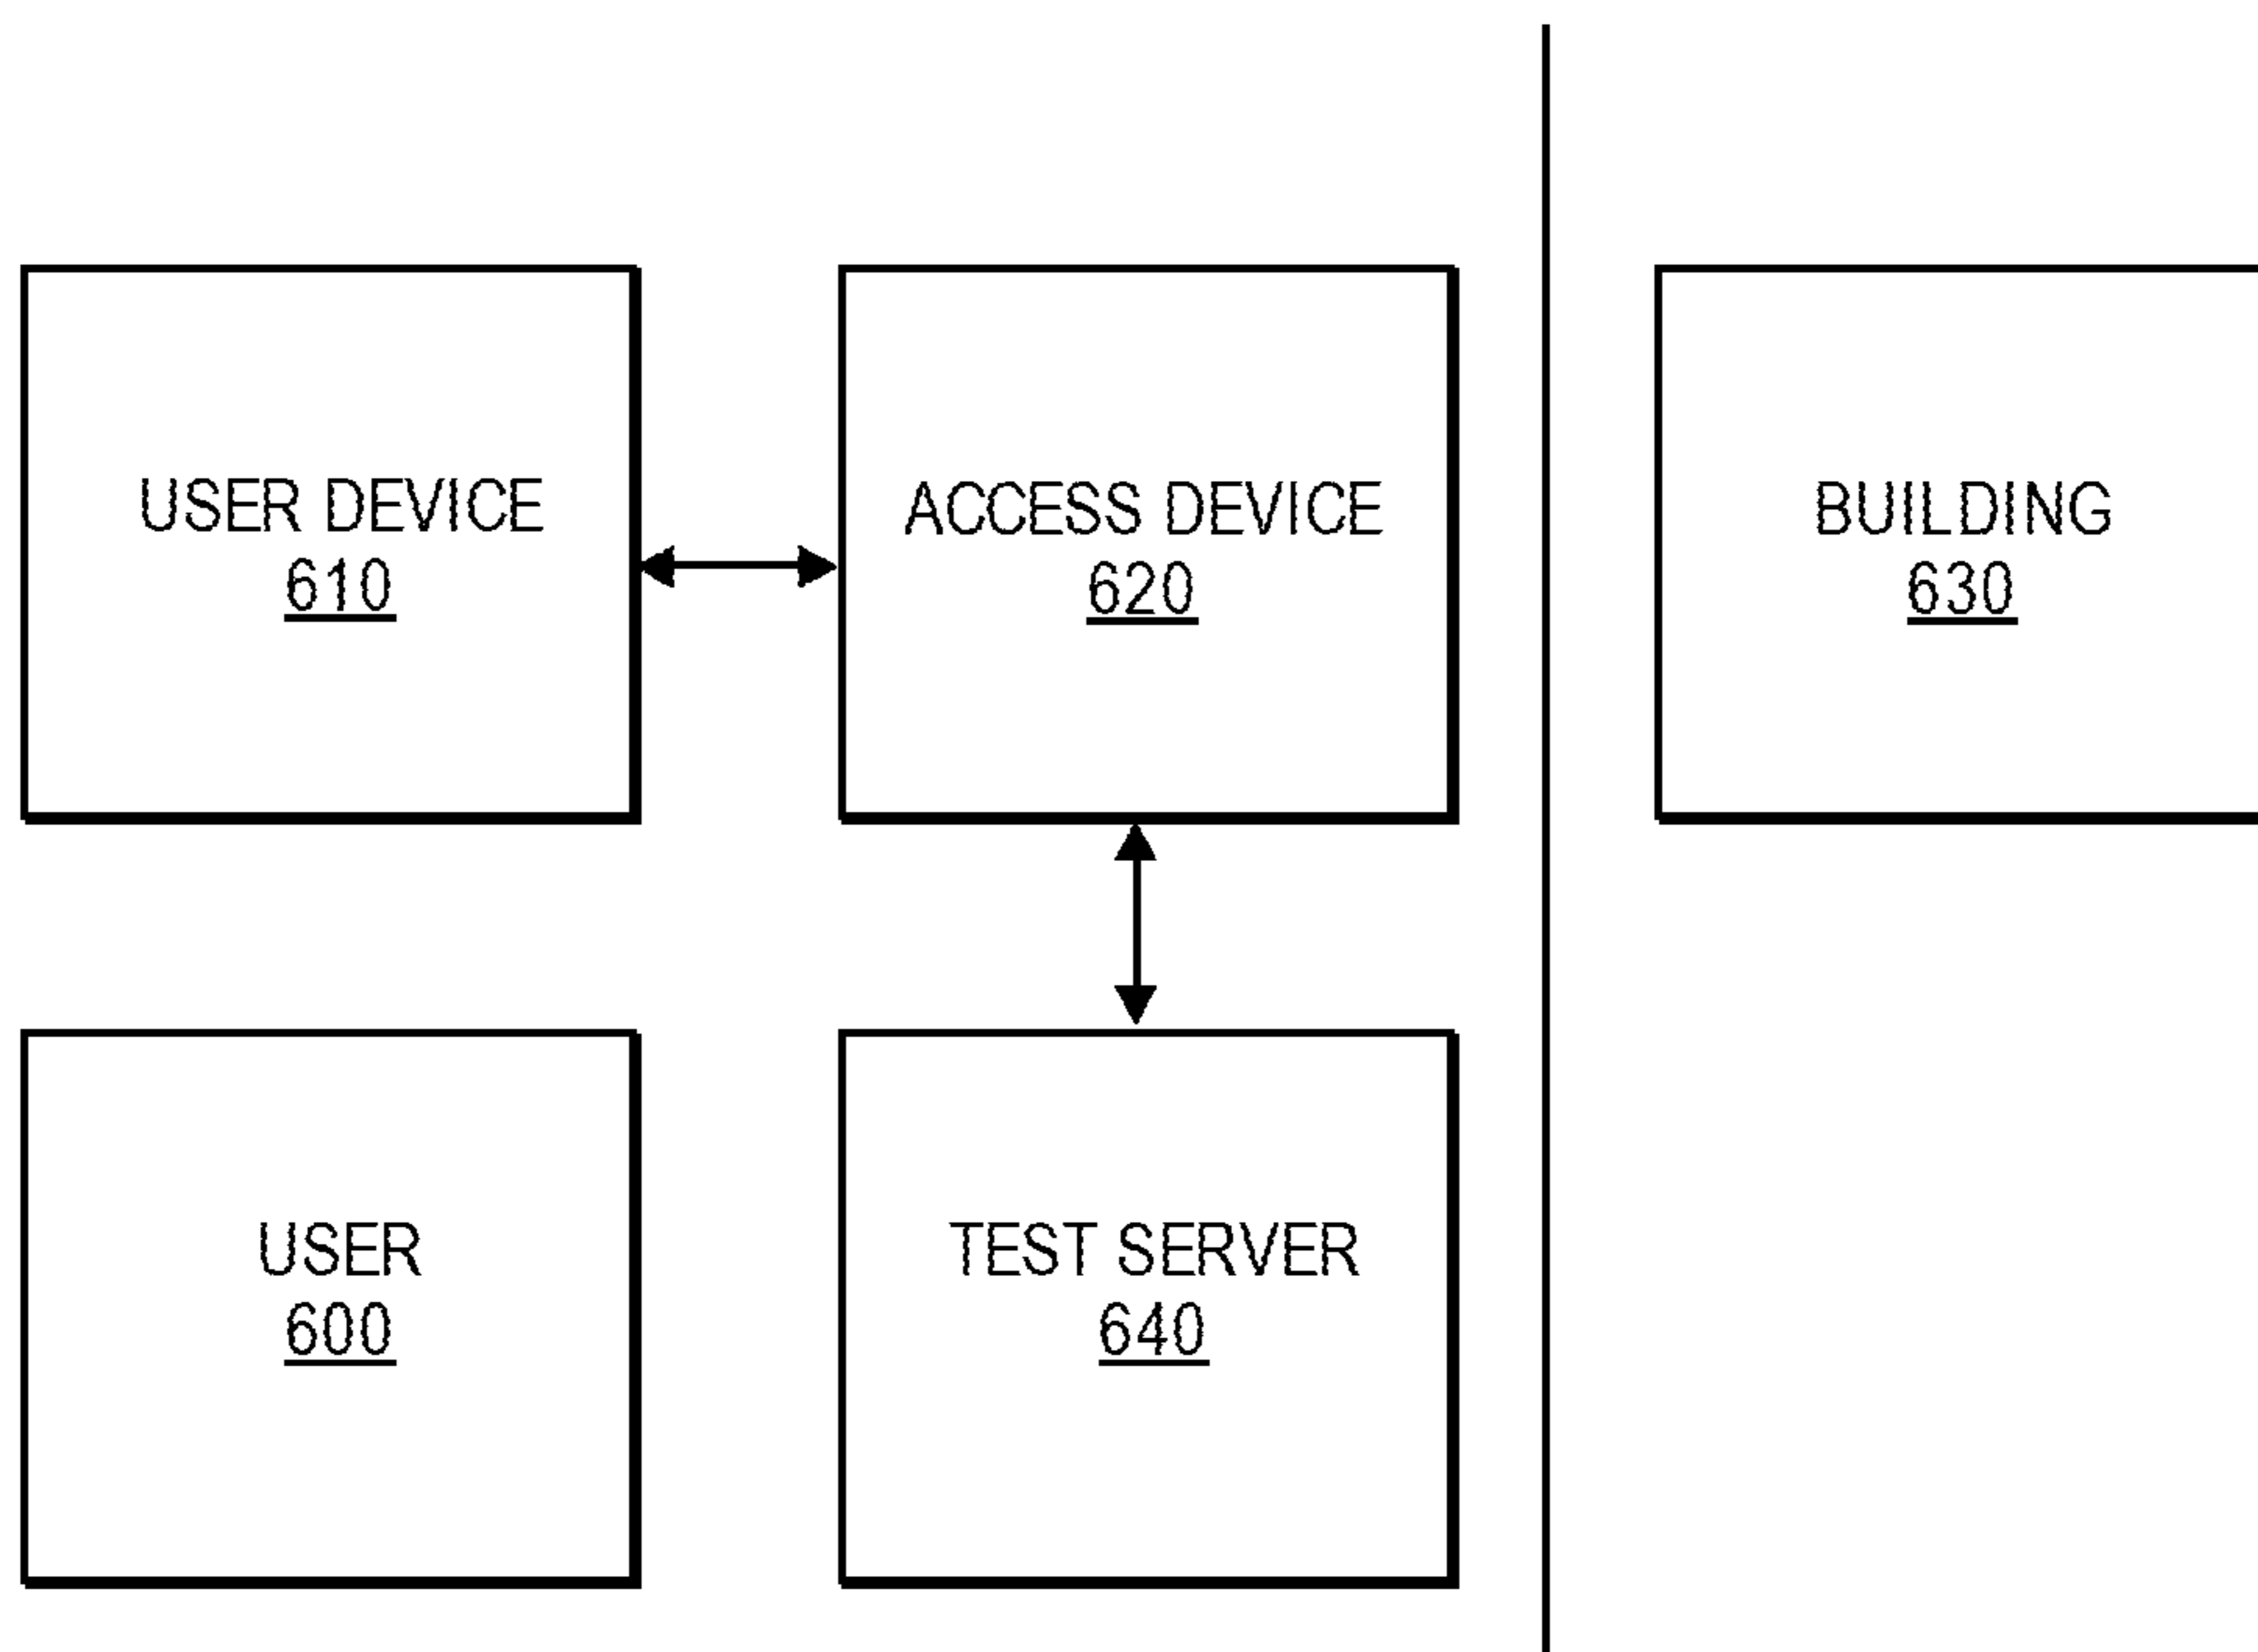 USER DEVICE
610
ACCESS DEVICE
620
BUILDING
630
USER
600
TEST SERVER
640